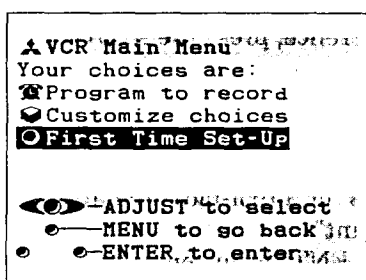 VCR Main Menu
Your choices are:
Program to record
Customize choices
First Time Set-Up
ADJUST to select
MENU to go back
ENTER to enter